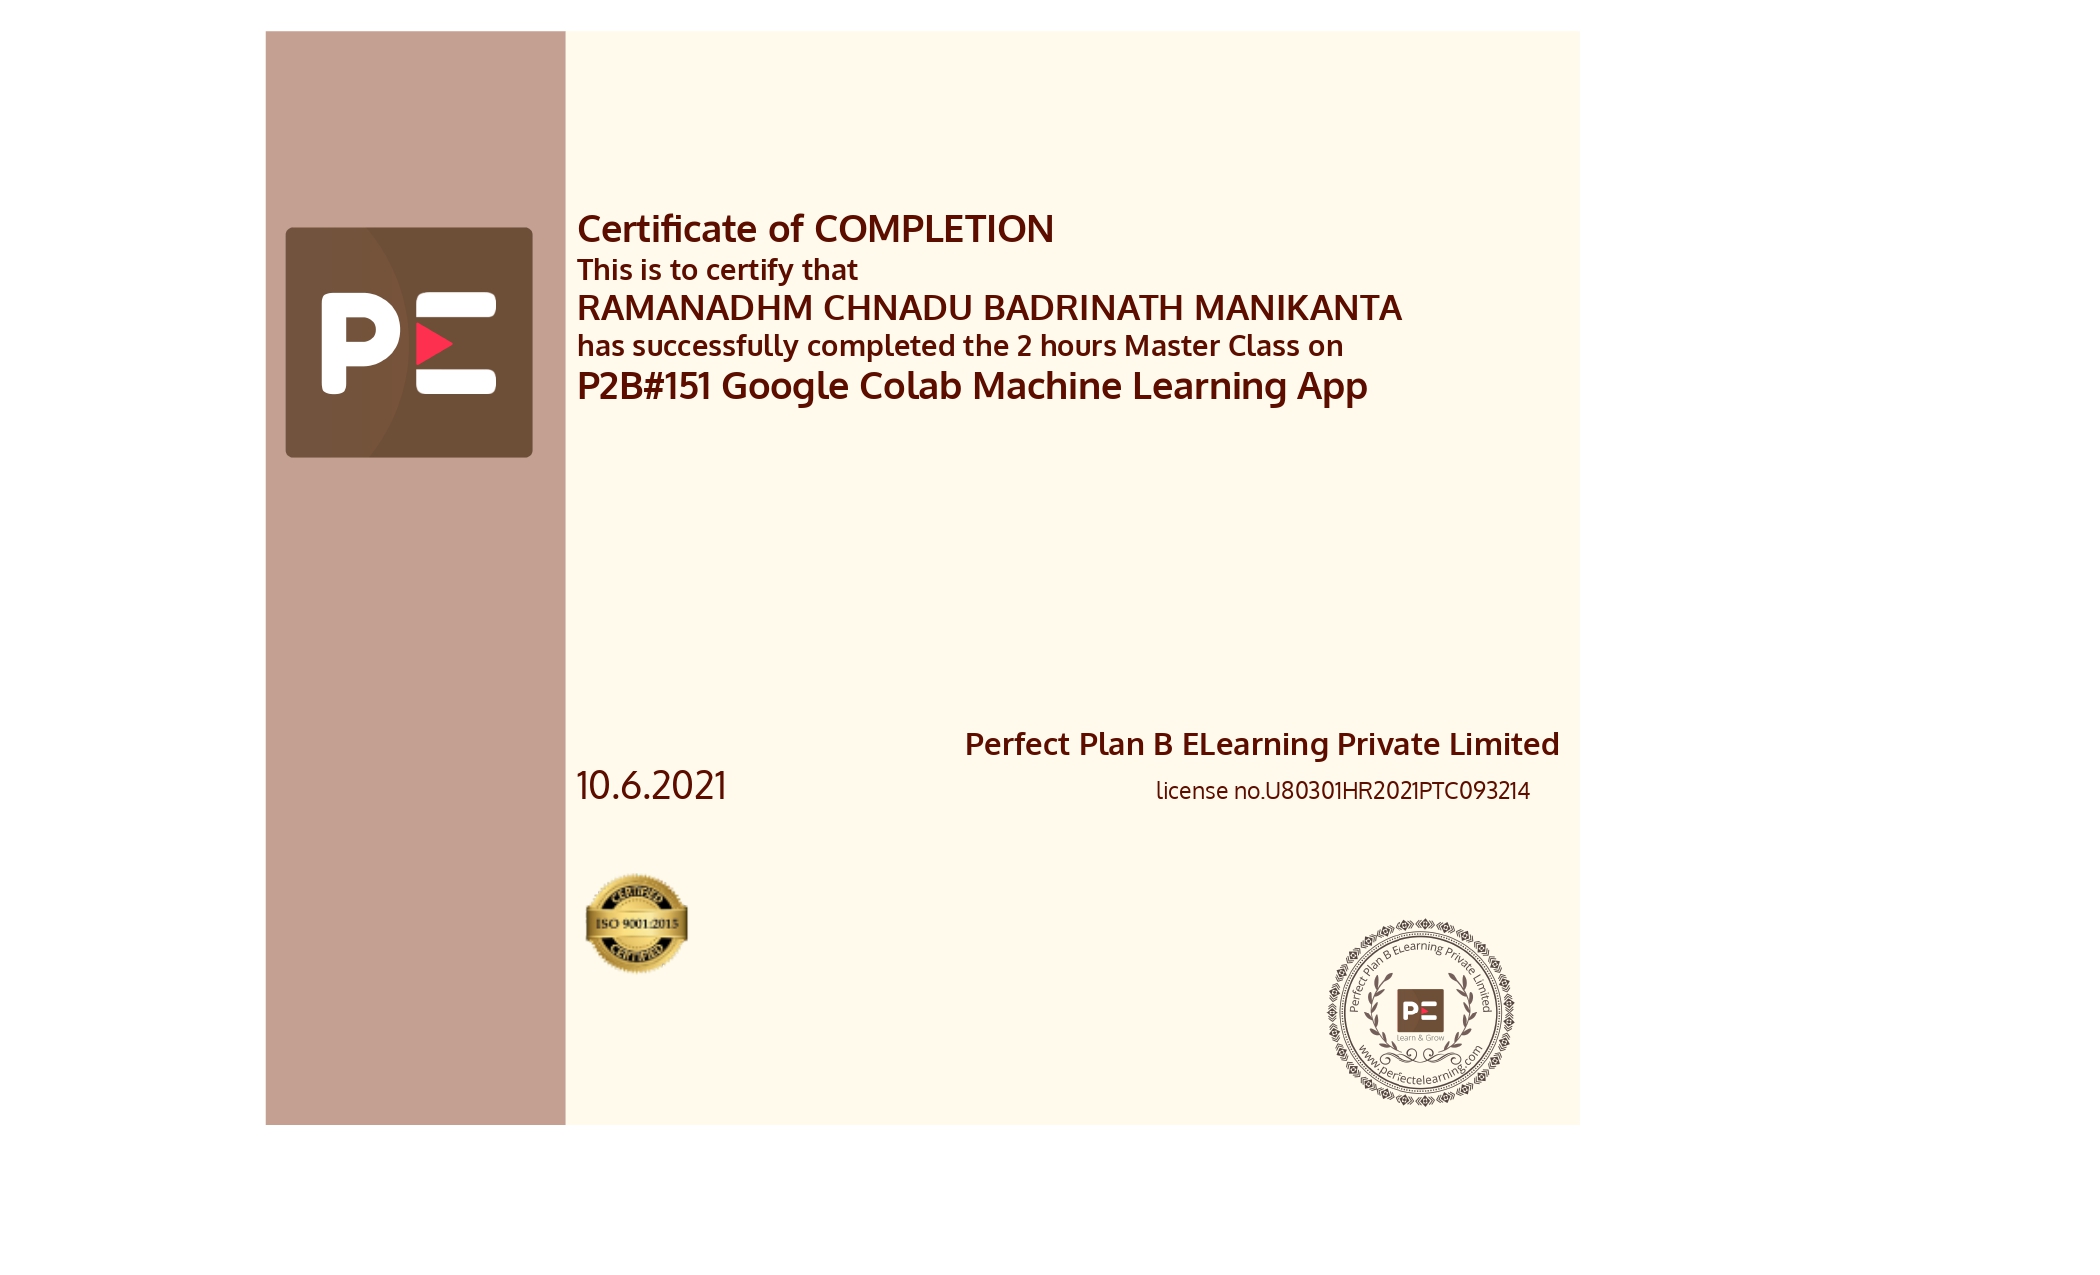 PE
Certificate of COMPLETION
This is to certify that
RAMANADHM CHNADU BADRINATH MANIKANTA
has successfully completed the 2 hours Master Class on
P2B#151 Google Colab Machine Learning App
Perfect Plan B ELearning Private Limited
10.6.2021
license no.U80301HR2021PTC093214
CERTIFIED
ISO 9001:2015
CERTIFIED
Perfect Plan B ELearning Private Limited
PE
Learn & Grow
www.perfectelearning.com